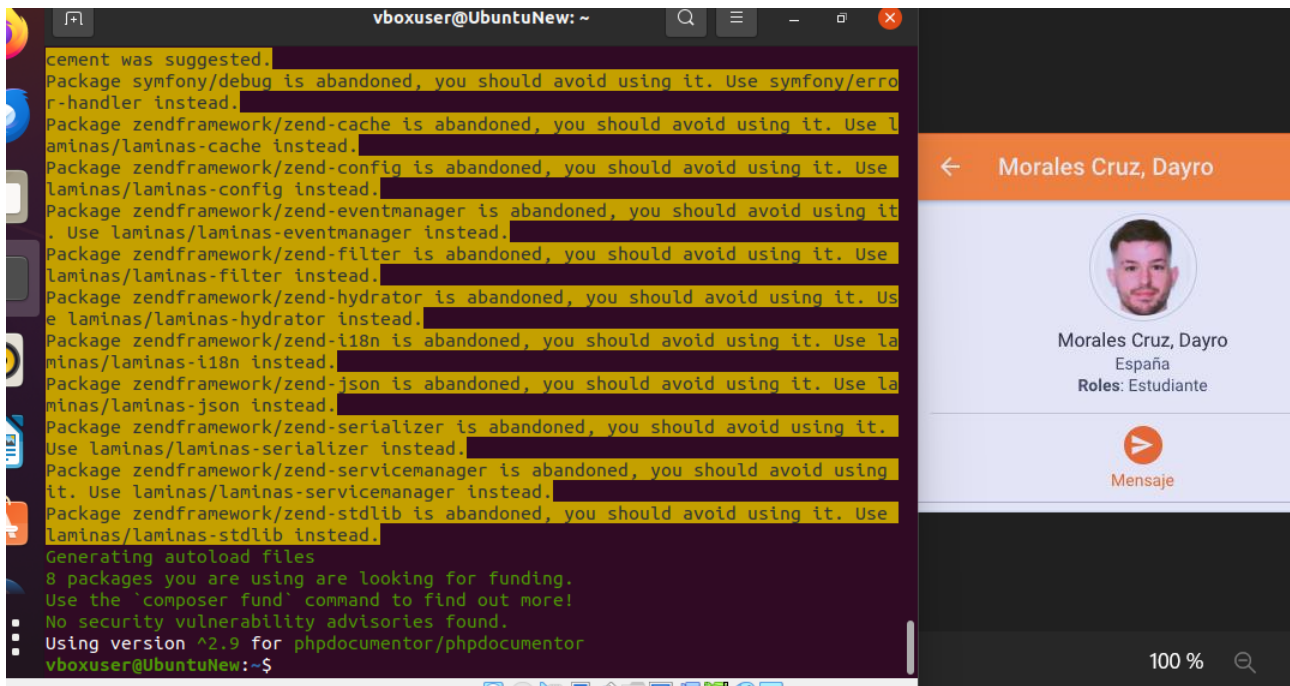 vboxuser@UbuntuNew: ~
cement was suggested.
Package symfony/debug is abandoned, you should avoid using it. Use symfony/erro
r-handler instead.
Package zendframework/zend-cache is abandoned, you should avoid using it. Use l
aminas/laminas-cache instead.
Package zendframework/zend-config is abandoned, you should avoid using it. Use
laminas/laminas-config instead.
Package zendframework/zend-eventmanager is abandoned, you should avoid using it
. Use laminas/laminas-eventmanager instead.
Package zendframework/zend-filter is abandoned, you should avoid using it. Use
laminas/laminas-filter instead.
Package zendframework/zend-hydrator is abandoned, you should avoid using it. Us
e laminas/laminas-hydrator instead.
Package zendframework/zend-i18n is abandoned, you should avoid using it. Use la
minas/laminas-i18n instead.
Package zendframework/zend-json is abandoned, you should avoid using it. Use la
minas/laminas-json instead.
Package zendframework/zend-serializer is abandoned, you should avoid using it.
Use laminas/laminas-serializer instead.
Package zendframework/zend-servicemanager is abandoned, you should avoid using
it. Use laminas/laminas-servicemanager instead.
Package zendframework/zend-stdlib is abandoned, you should avoid using it. Use
laminas/laminas-stdlib instead.
Generating autoload files
8 packages you are using are looking for funding.
Use the `composer fund` command to find out more!
No security vulnerability advisories found.
Using version ^2.9 for phpdocumentor/phpdocumentor
vboxuser@UbuntuNew:~$
Morales Cruz, Dayro
Morales Cruz, Dayro
España
Roles: Estudiante
Mensaje
100 %